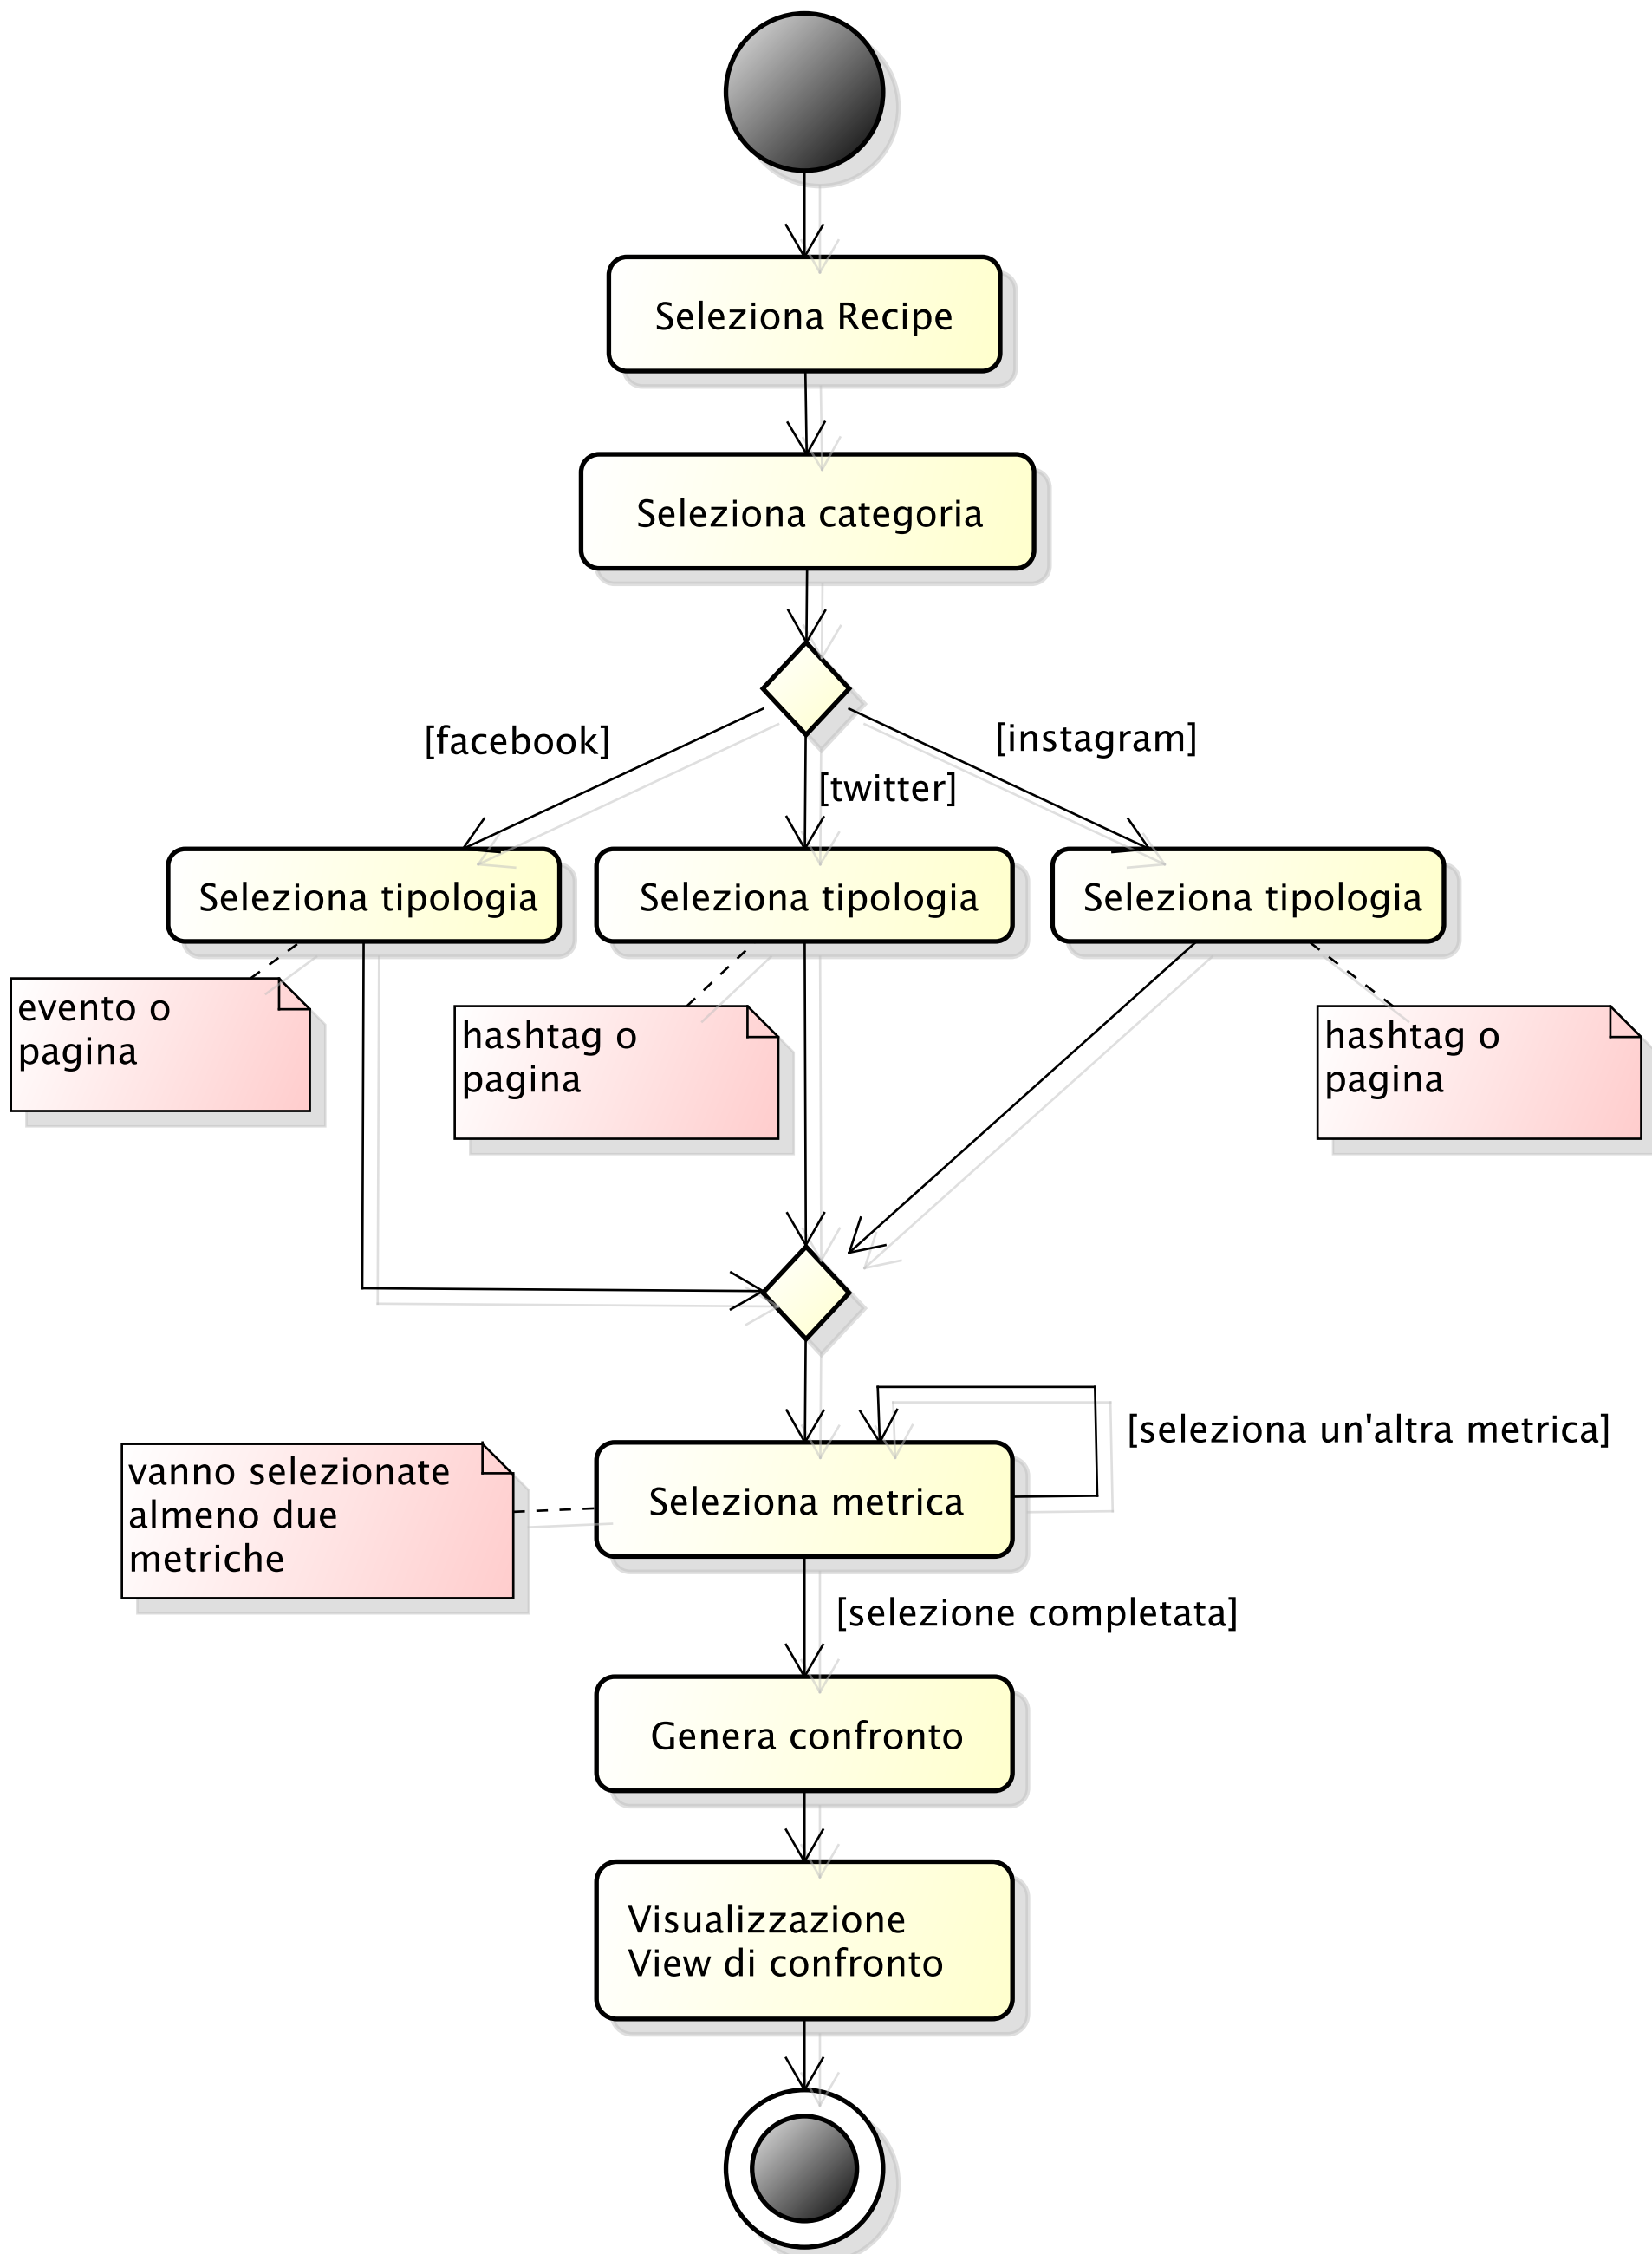 Seleziona Recipe
Seleziona categoria
[facebook]
[instagram]
[twitter]
Seleziona tipologia
Seleziona tipologia
Seleziona tipologia
evento o
pagina
hashtag o
pagina
hashtag o
pagina
[seleziona un'altra metrica]
vanno selezionate
almeno due
metriche
Seleziona metrica
[selezione completata]
Genera confronto
Visualizzazione
View di confronto